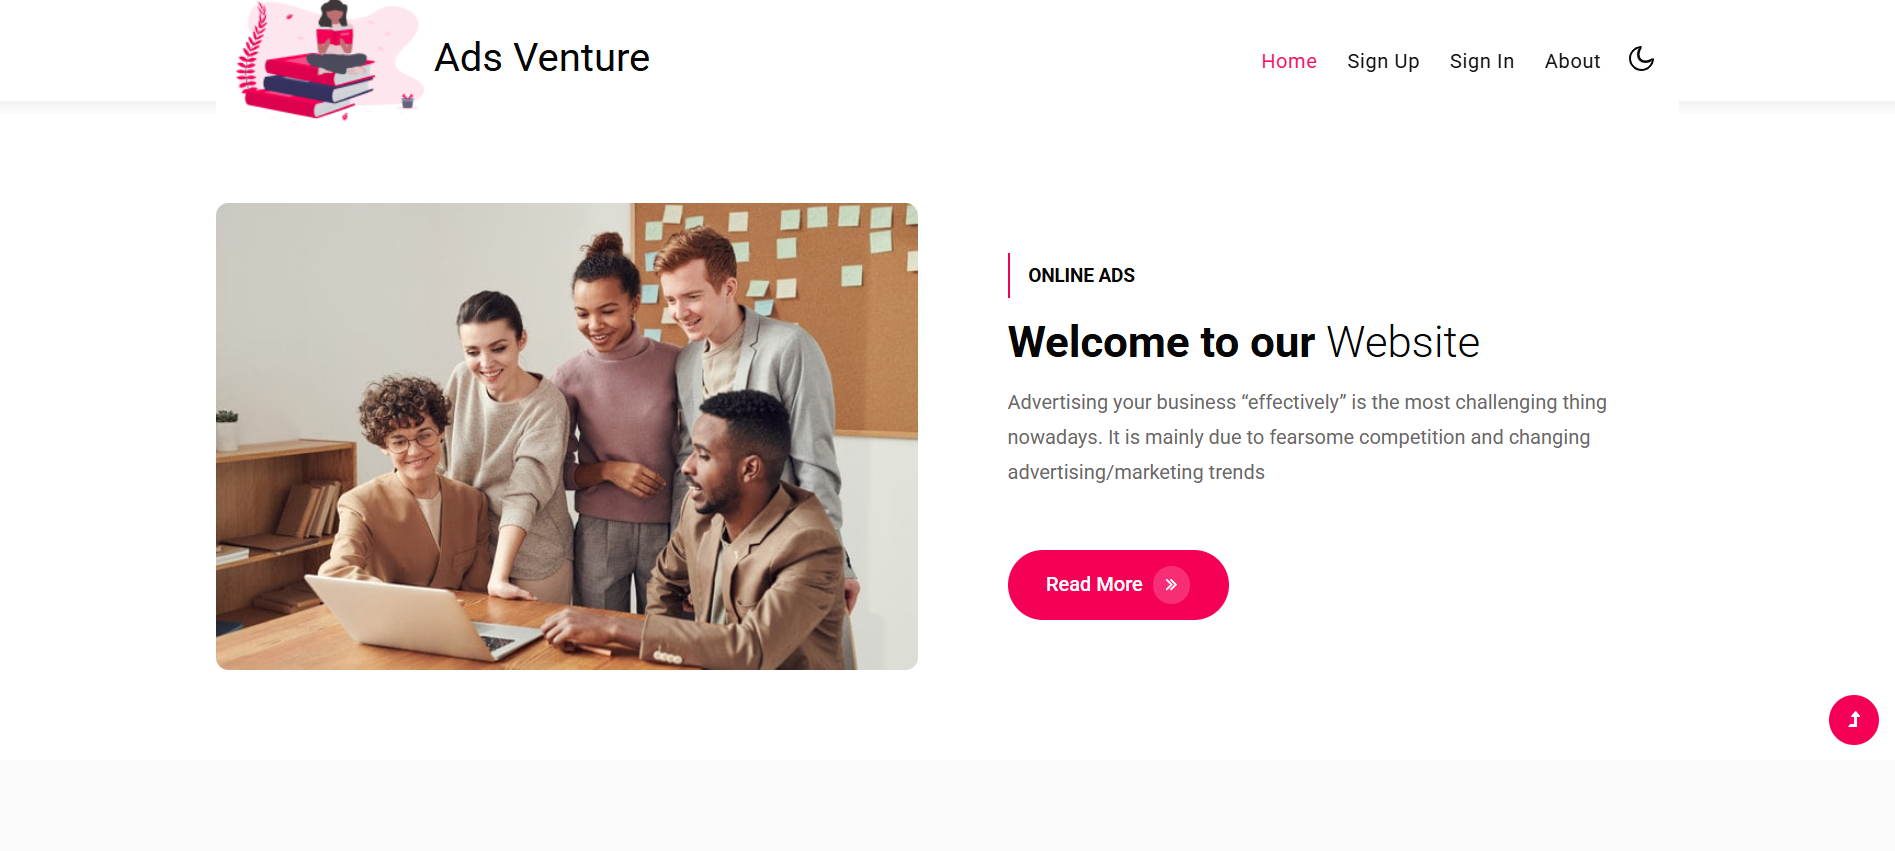 Ads Venture
Home Sign Up Sign In About
ONLINE ADS
Welcome to our Website
Advertising your business “effectively” is the most challenging thing
nowadays. It is mainly due to fearsome competition and changing
advertising/marketing trends
Read More